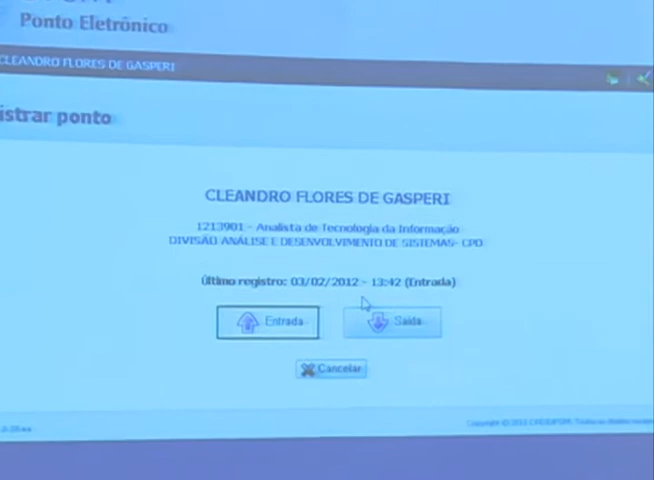 Ponto Eletrônico
CLEANDRO FLORES DE GASPERI
istrar ponto
CLEANDRO FLORES DE GASPERI
1213901 - Analista de Tecnologia da Informação
DIVISÃO ANÁLISE E DESENVOLVIMENTO DE SISTEMAS- CPD
Último registro: 03/02/2012 - 13:42 (Entrada)
Entrada
Saída
Cancelar